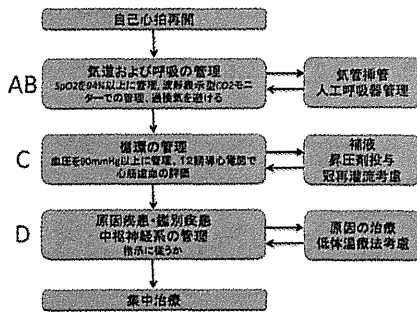 自己心拍再開
AB
気道および呼吸の管理
SpO2を94%以上に管理、波形表示型CO2モニターでの管理、過換気を避ける
気管挿管
人工呼吸器管理
C
循環の管理
血圧を90mmHg以上に管理、12誘導心電図で
心筋虚血の評価
補液
昇圧剤投与
冠再灌流考慮
D
原因疾患・鑑別疾患
中枢神経系の管理
指示に従うか
原因の治療
低体温療法考慮
集中治療